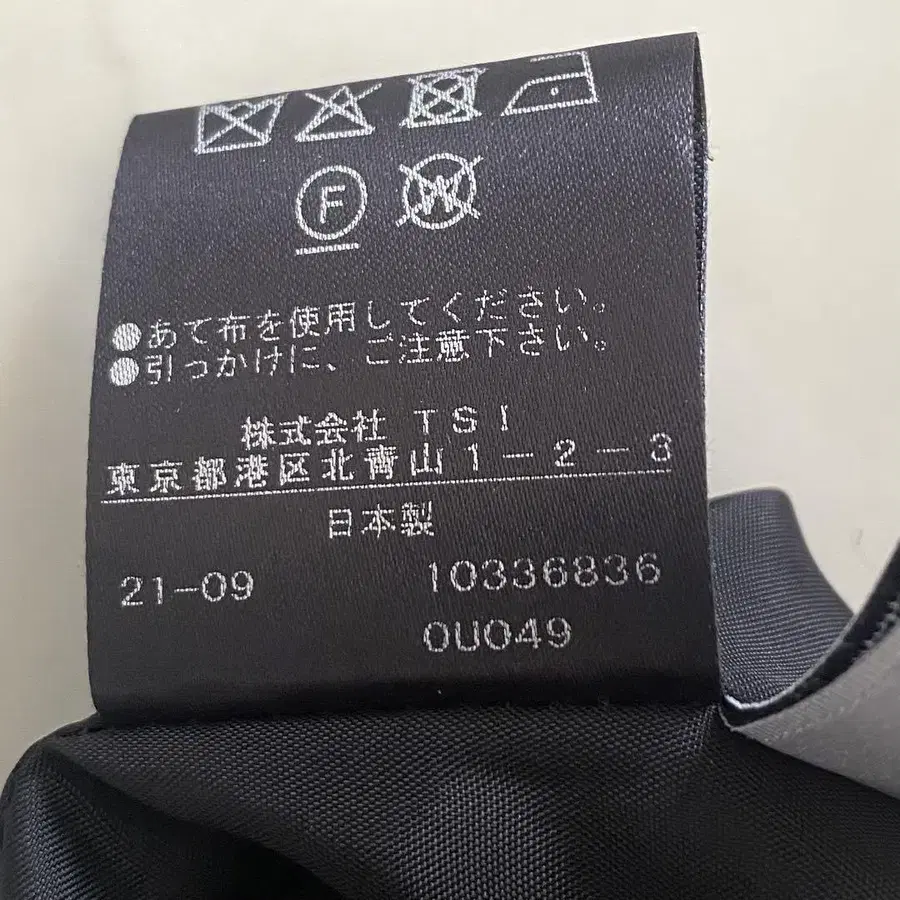 F W
●あて布を使用してください。
●引っかけに、ご注意下さい。
株式会社 TSI
東京都港区北青山1-2-3
日本製
21-09 10336836
0U049